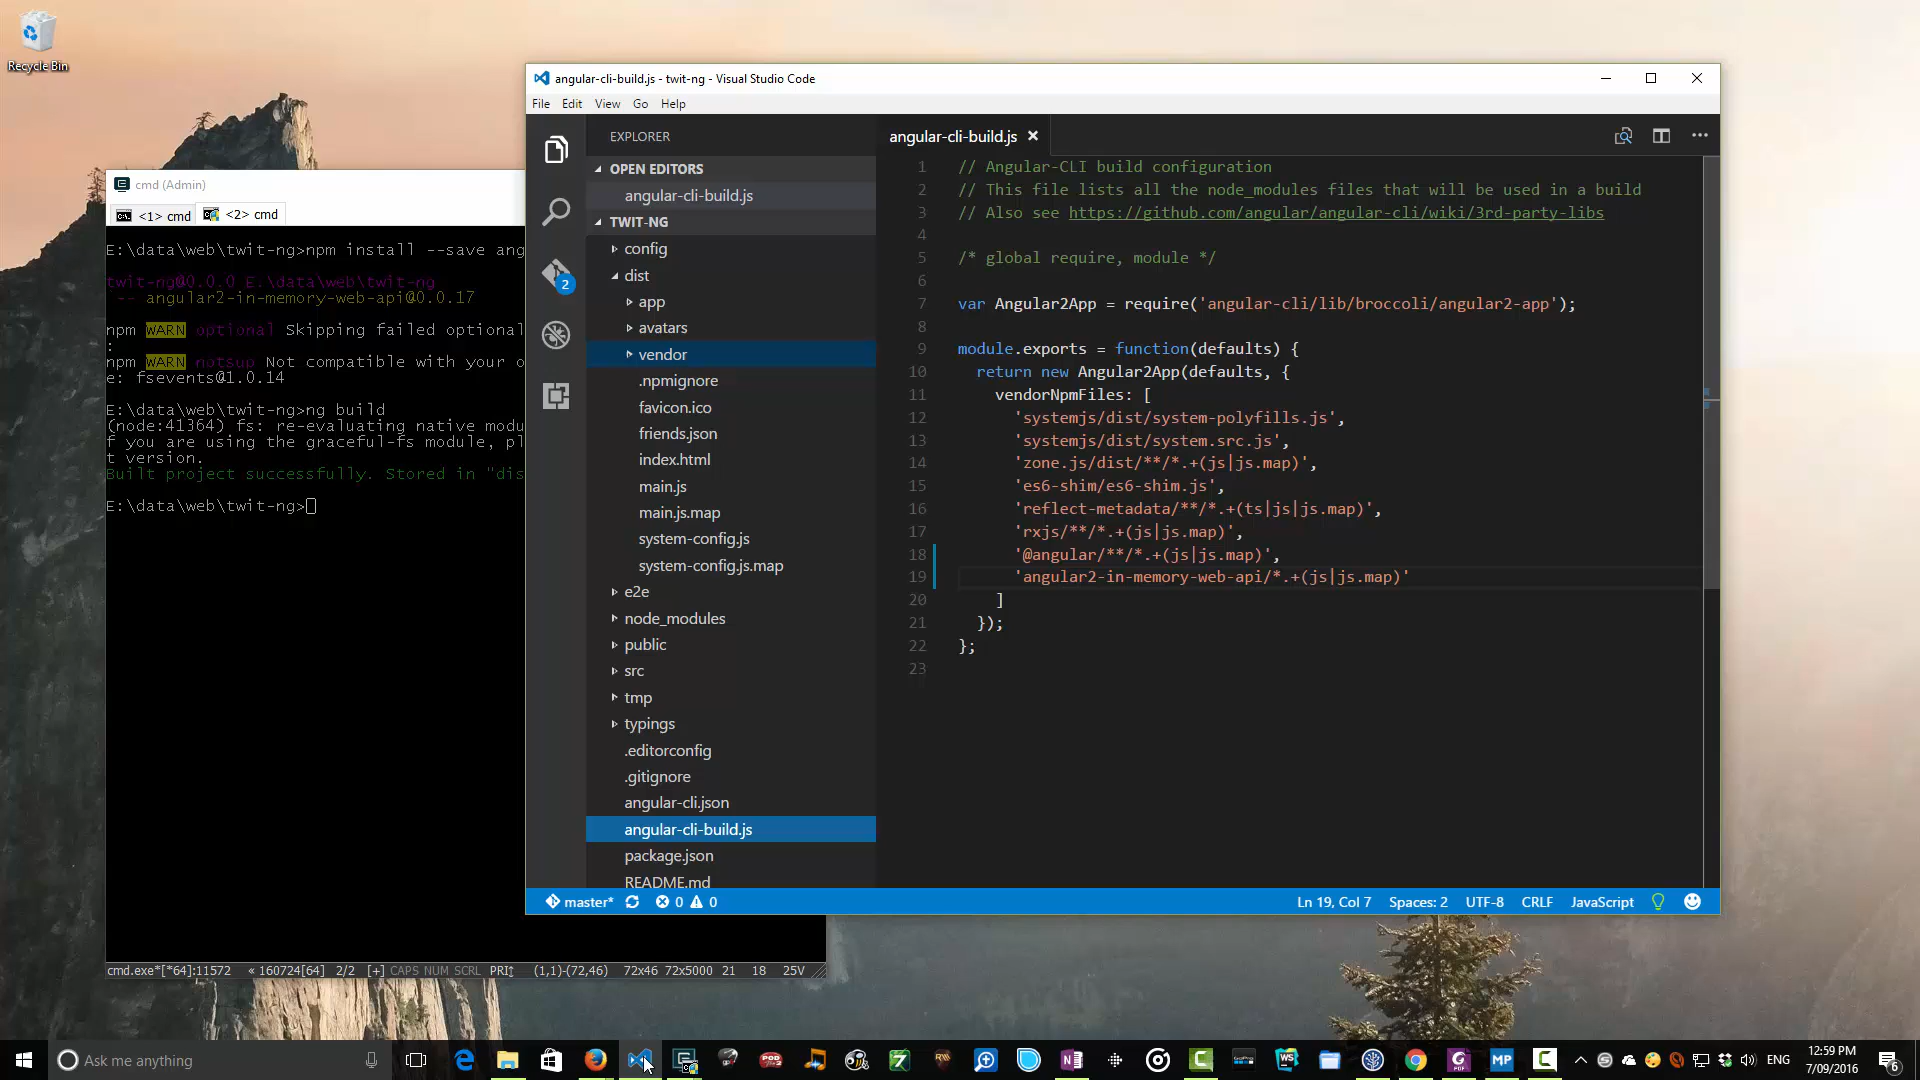 Recycle Bin
cmd (Admin)
<1> cmd
<2> cmd
E:\data\web\twit-ng>npm install --save ang
twit-ng@0.0.0 E:\data\web\twit-ng
`-- angular2-in-memory-web-api@0.0.17
npm WARN optional Skipping failed optional
:
npm WARN notsup Not compatible with your o
e: fsevents@1.0.14
E:\data\web\twit-ng>ng build
(node:41364) fs: re-evaluating native modu
f you are using the graceful-fs module, pl
t version.
Built project successfully. Stored in "dis
E:\data\web\twit-ng>
cmd.exe*[*64]:11572 « 160724[64] 2/2 [+] CAPS NUM SCRL PRI↕ (1,1)-(72,46) 72x46 72x5000 21 18 25V
angular-cli-build.js - twit-ng - Visual Studio Code
File Edit View Go Help
2
EXPLORER
OPEN EDITORS
angular-cli-build.js
TWIT-NG
config
dist
app
avatars
vendor
.npmignore
favicon.ico
friends.json
index.html
main.js
main.js.map
system-config.js
system-config.js.map
e2e
node_modules
public
src
tmp
typings
.editorconfig
.gitignore
angular-cli.json
angular-cli-build.js
package.json
README.md
angular-cli-build.js
1 // Angular-CLI build configuration
2 // This file lists all the node_modules files that will be used in a build
3 // Also see https://github.com/angular/angular-cli/wiki/3rd-party-libs
4
5 /* global require, module */
6
7 var Angular2App = require('angular-cli/lib/broccoli/angular2-app');
8
9 module.exports = function(defaults) {
10 return new Angular2App(defaults, {
11 vendorNpmFiles: [
12 'systemjs/dist/system-polyfills.js',
13 'systemjs/dist/system.src.js',
14 'zone.js/dist/**/*.+(js|js.map)',
15 'es6-shim/es6-shim.js',
16 'reflect-metadata/**/*.+(ts|js|js.map)',
17 'rxjs/**/*.+(js|js.map)',
18 '@angular/**/*.+(js|js.map)',
19 'angular2-in-memory-web-api/*.+(js|js.map)'
20 ]
21 });
22 };
23
master* 0 0 Ln 19, Col 7 Spaces: 2 UTF-8 CRLF JavaScript
Ask me anything
ENG
12:59 PM
7/09/2016
6